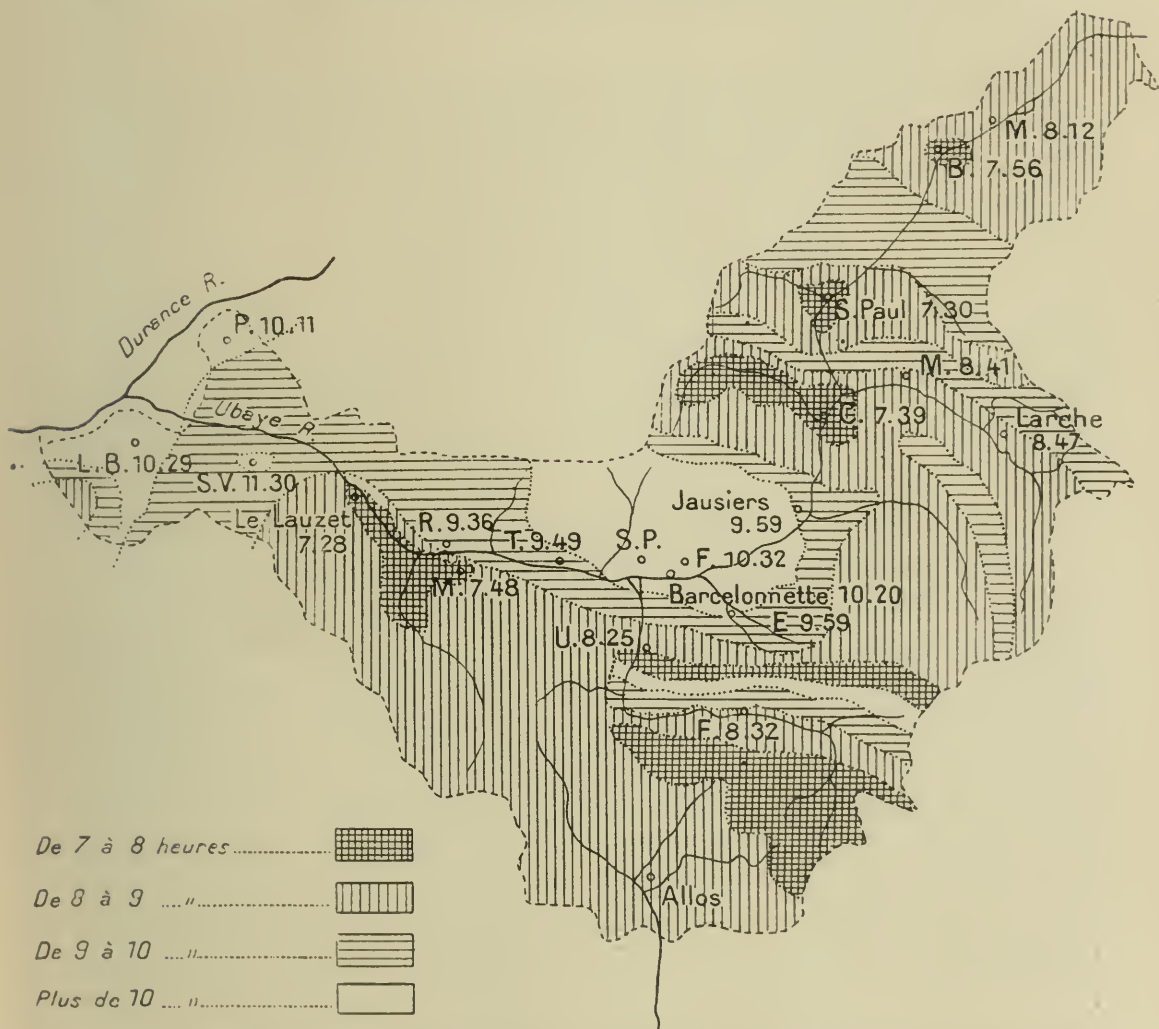 M. 8.12
B. 7.56
Durance R.
P. 10.11
S. Paul 7.30
M. 8.41
Ubaye R.
C. 7.39
Larche
8.47
L. B. 10.29
S.V. 11.30
Le Lauzet
7.28
Jausiers
9.59
R. 9.36
T. 9.49
S.P.
F. 10.32
M. 7.48
Barcelonnette 10.20
E 9.59
U. 8.25
F. 8.32
Allos
De 7 à 8 heures
De 8 à 9 .... "
De 9 à 10 .... "
Plus de 10 .... "